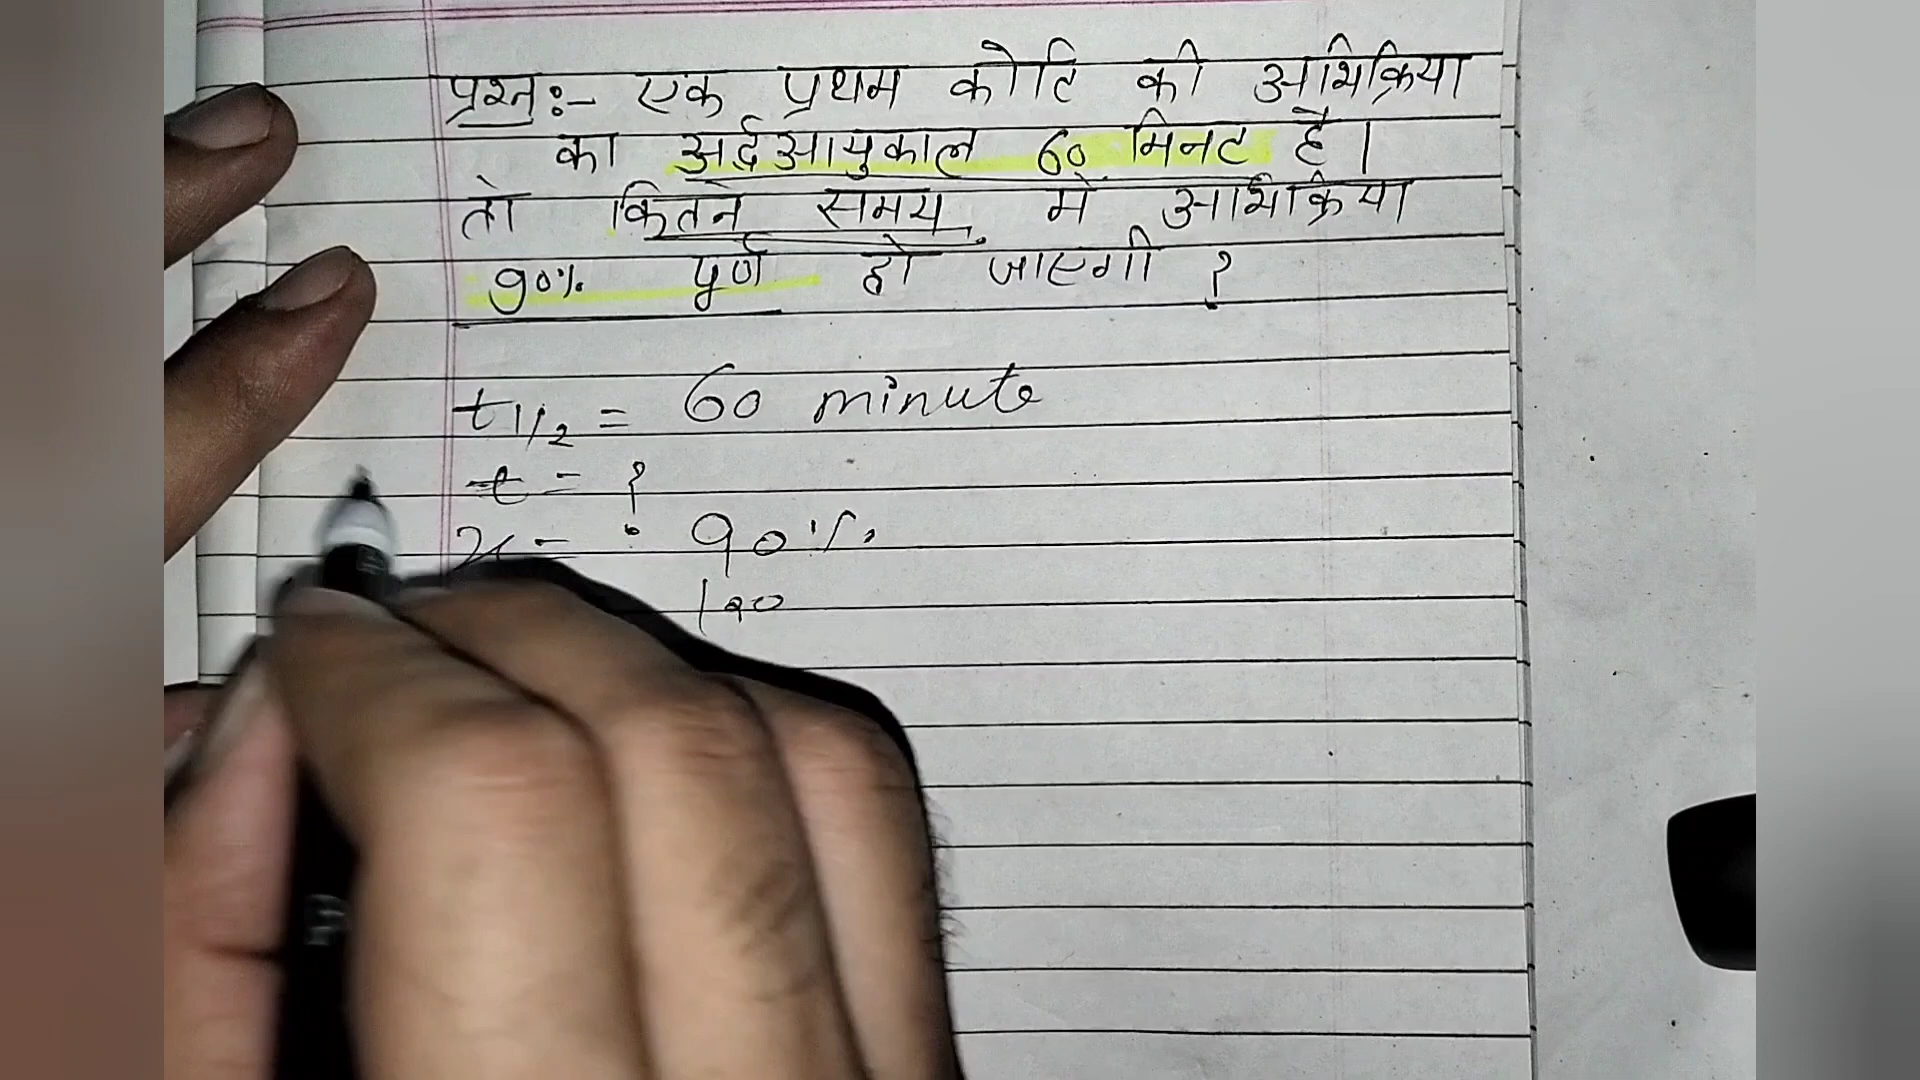 प्रश्न:- एक प्रथम कोटि की अभिक्रिया
का अर्द्धआयुकाल 60 मिनट है।
तो कितने समय में अभिक्रिया
90% पूर्ण हो जाएगी ?
t1/2 = 60 minute
t = ?
x = 90%
100